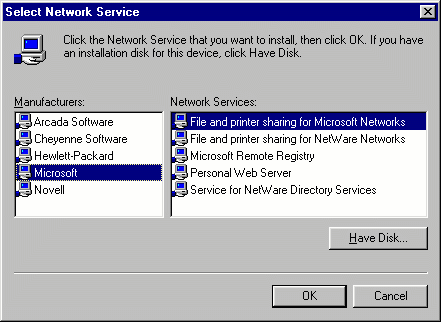 Select Network Service
Click the Network Service that you want to install, then click OK. If you have
an installation disk for this device, click Have Disk.
Manufacturers:
Arcada Software
Cheyenne Software
Hewlett-Packard
Microsoft
Novell
Network Services:
File and printer sharing for Microsoft Networks
File and printer sharing for NetWare Networks
Microsoft Remote Registry
Personal Web Server
Service for NetWare Directory Services
Have Disk...
OK
Cancel